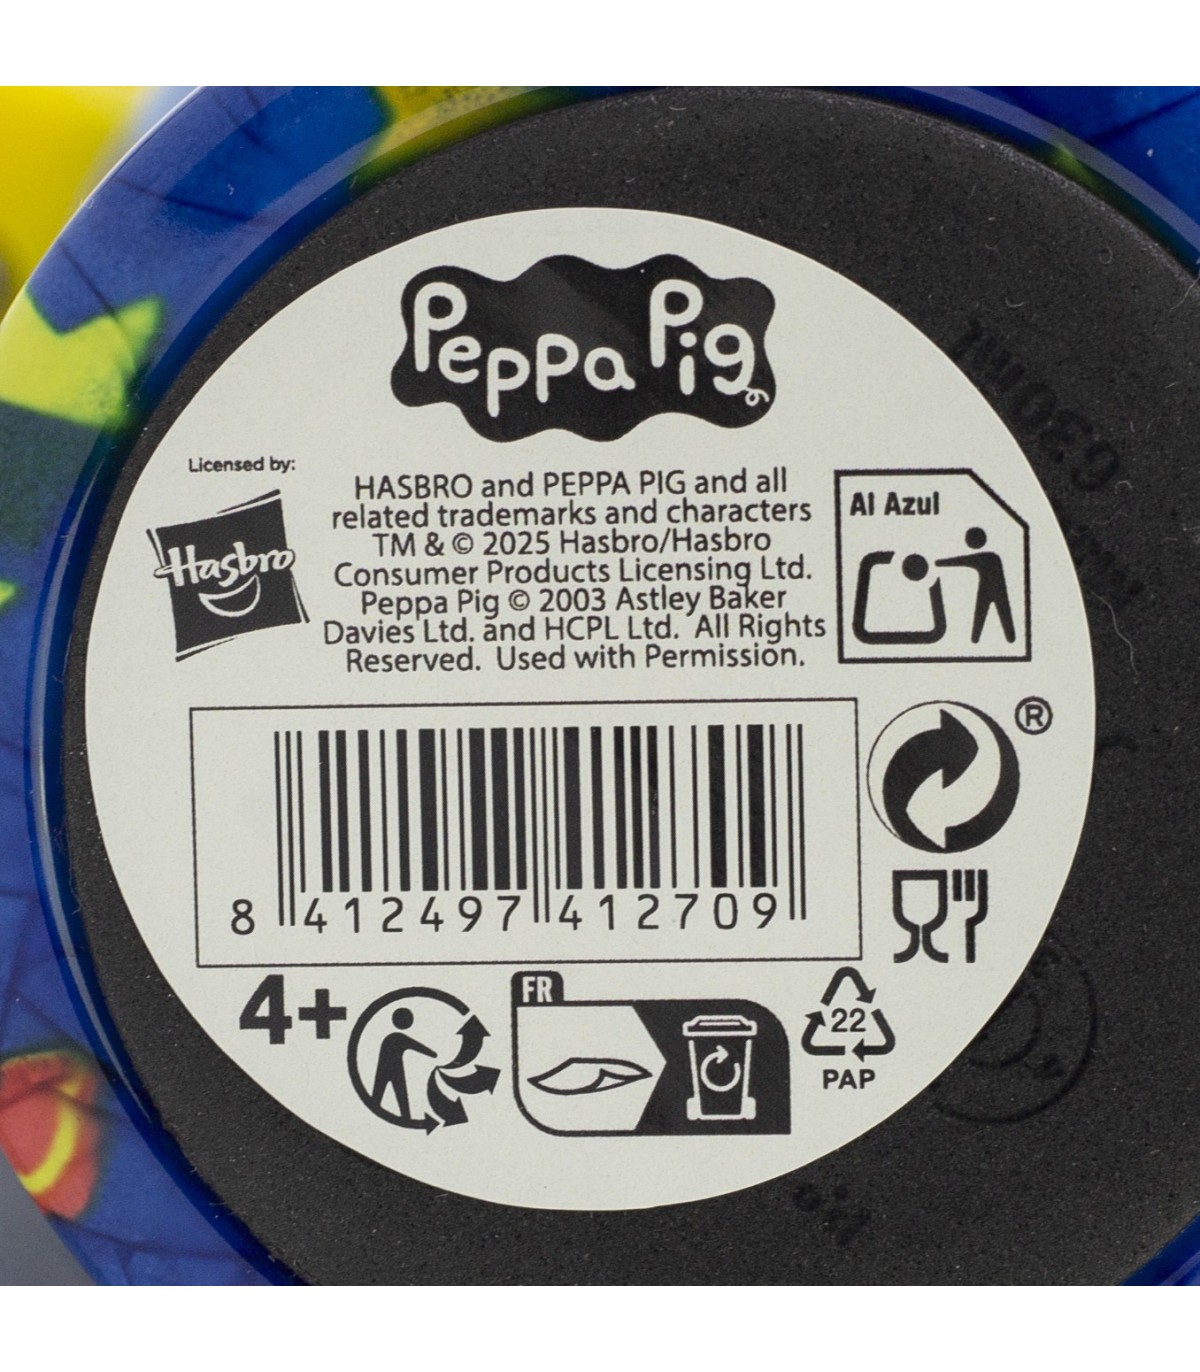 Peppa Pig
Licensed by:
Hasbro
HASBRO and PEPPA PIG and all
related trademarks and characters
TM & © 2025 Hasbro/Hasbro
Consumer Products Licensing Ltd.
Peppa Pig © 2003 Astley Baker
Davies Ltd. and HCPL Ltd. All Rights
Reserved. Used with Permission.
Al Azul
®
8 412497 412709
4+
FR
22
PAP
630ml